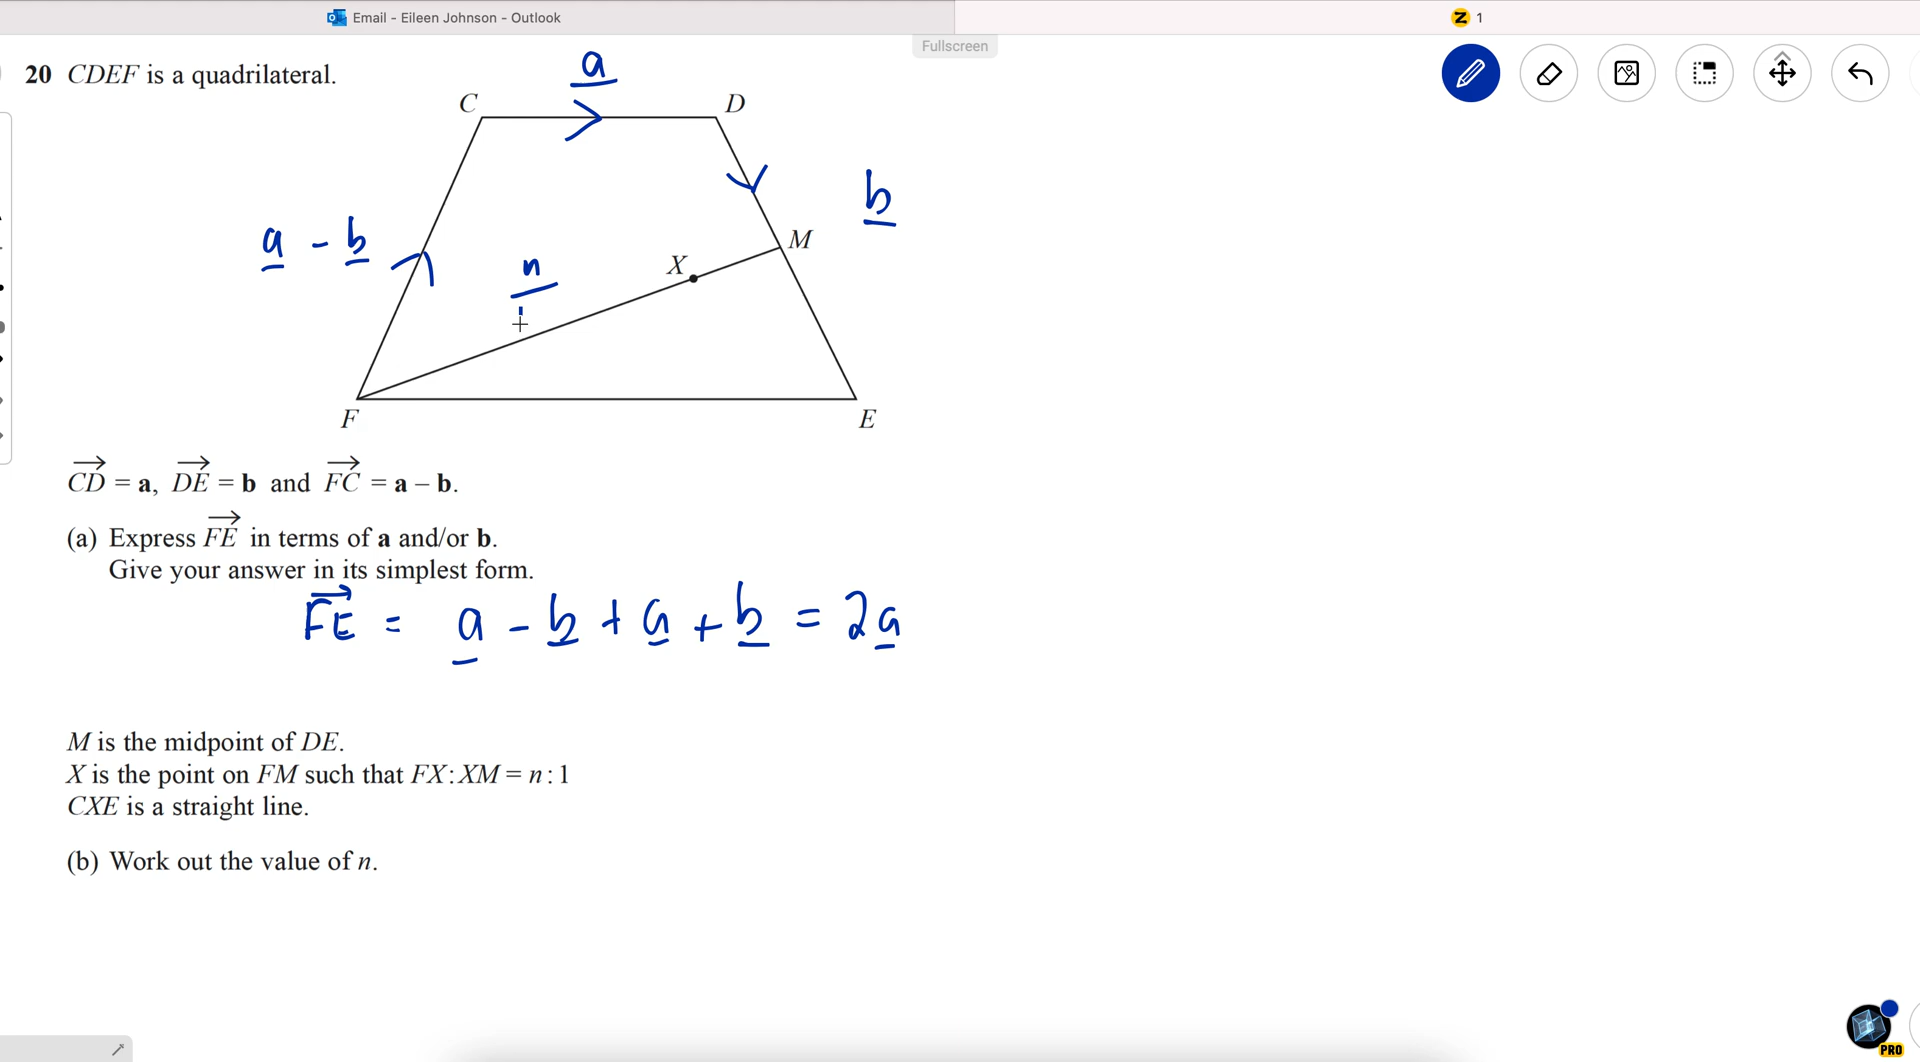 Email - Eileen Johnson - Outlook
1
Fullscreen
20 CDEF is a quadrilateral.
a
C
D
b
a - b
M
n
X
F
E
CD = a, DE = b and FC = a – b.
(a) Express FE in terms of a and/or b.
Give your answer in its simplest form.
FE = a - b + a + b = 2a
M is the midpoint of DE.
X is the point on FM such that FX : XM = n : 1
CXE is a straight line.
(b) Work out the value of n.
PRO